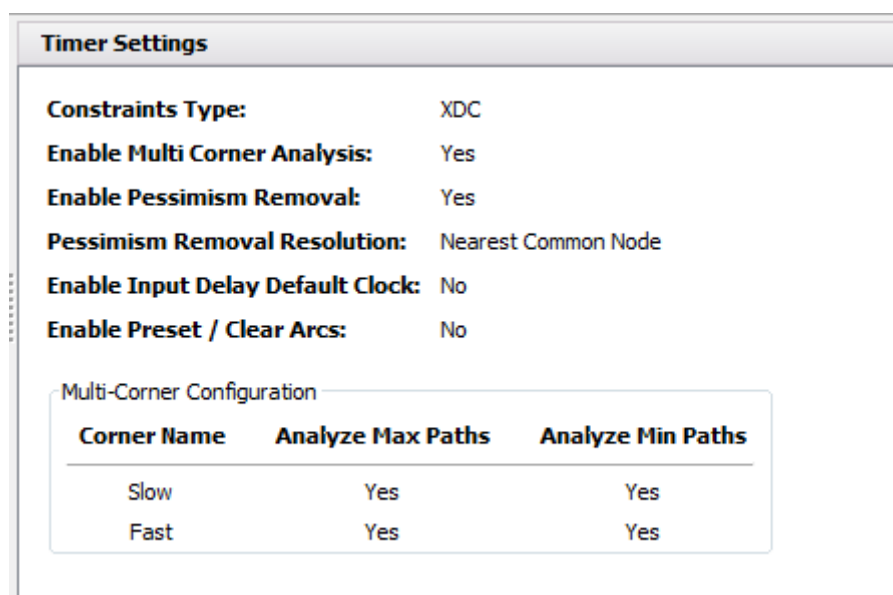 Timer Settings
Constraints Type: XDC
Enable Multi Corner Analysis: Yes
Enable Pessimism Removal: Yes
Pessimism Removal Resolution: Nearest Common Node
Enable Input Delay Default Clock: No
Enable Preset / Clear Arcs: No
Multi-Corner Configuration
Corner Name Analyze Max Paths Analyze Min Paths
Slow Yes Yes
Fast Yes Yes